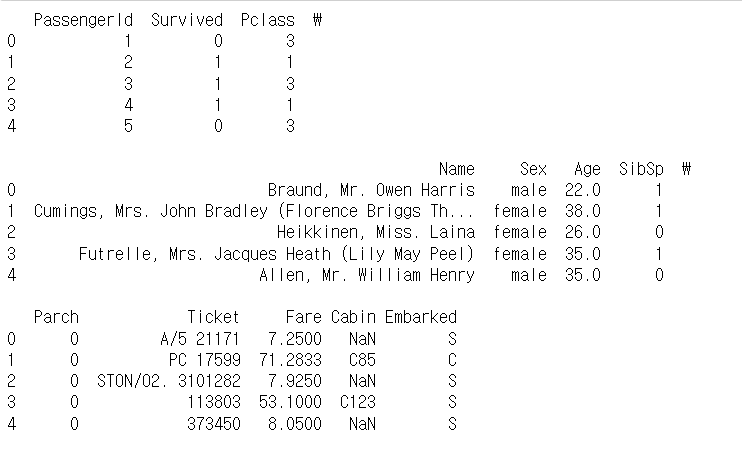 PassengerId Survived Pclass ₩
0 1 0 3
1 2 1 1
2 3 1 3
3 4 1 1
4 5 0 3
Name Sex Age SibSp ₩
0 Braund, Mr. Owen Harris male 22.0 1
1 Cumings, Mrs. John Bradley (Florence Briggs Th... female 38.0 1
2 Heikkinen, Miss. Laina female 26.0 0
3 Futrelle, Mrs. Jacques Heath (Lily May Peel) female 35.0 1
4 Allen, Mr. William Henry male 35.0 0
Parch Ticket Fare Cabin Embarked
0 0 A/5 21171 7.2500 NaN S
1 0 PC 17599 71.2833 C85 C
2 0 STON/O2. 3101282 7.9250 NaN S
3 0 113803 53.1000 C123 S
4 0 373450 8.0500 NaN S